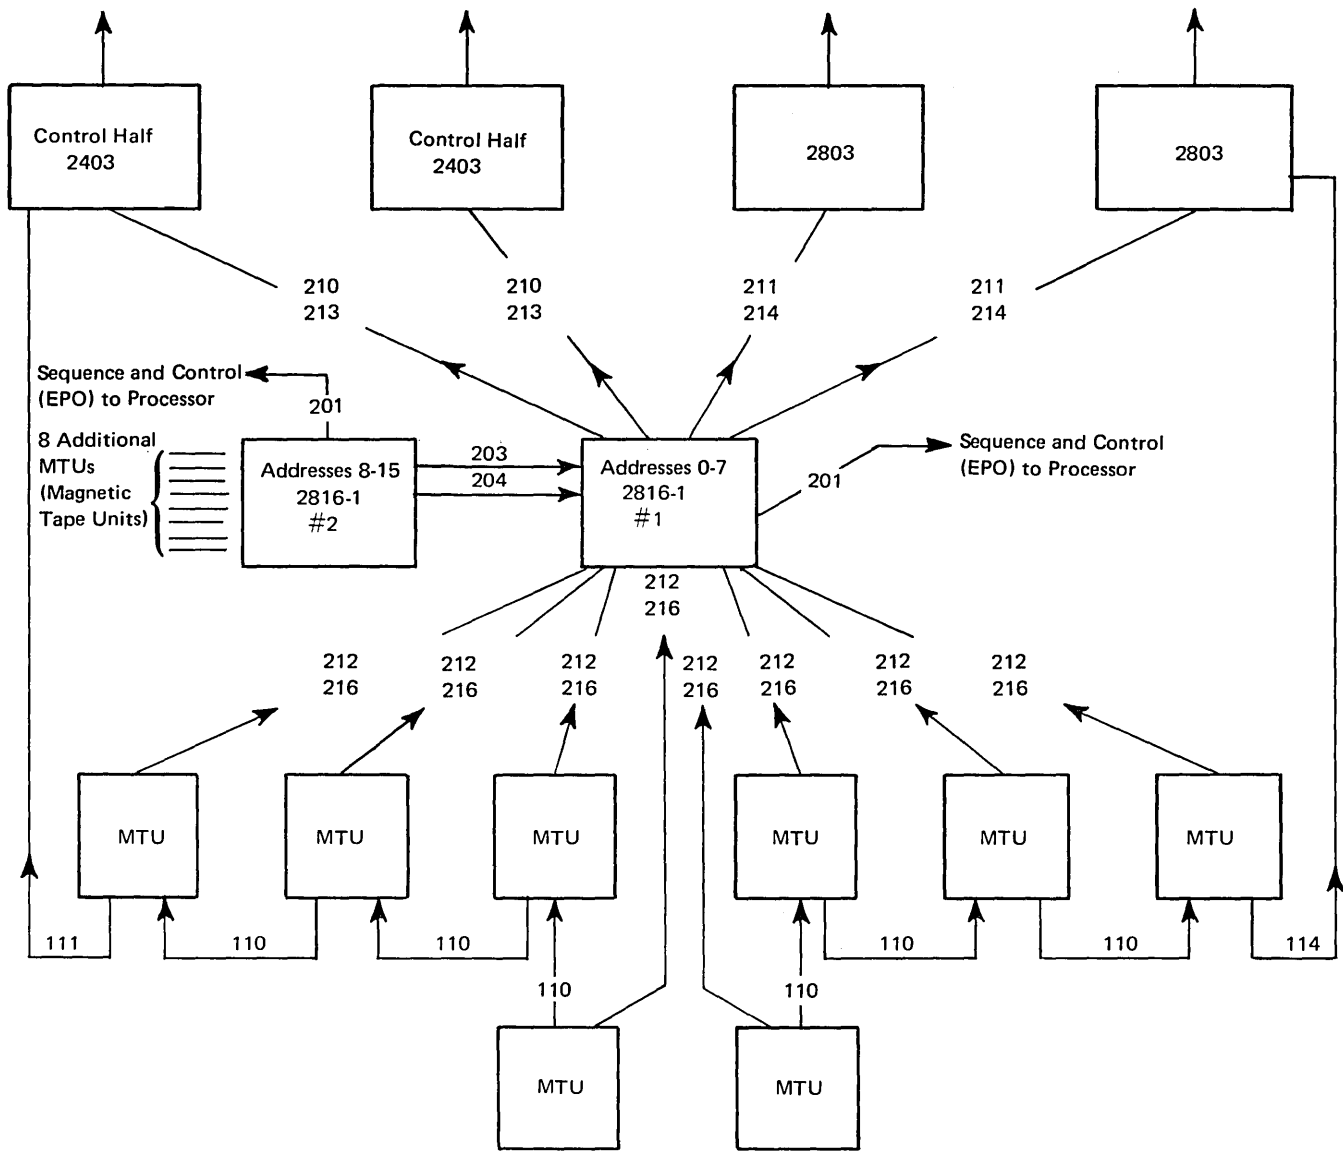 Control Half
2403
Control Half
2403
2803
2803
210
213
210
213
211
214
211
214
Sequence and Control
(EPO) to Processor
201
8 Additional
MTUs
(Magnetic
Tape Units)
Addresses 8-15
2816-1
#2
203
204
Addresses 0-7
2816-1
#1
201
Sequence and Control
(EPO) to Processor
212
216
212
216
212
216
212
216
212
216
212
216
212
216
212
216
MTU
MTU
MTU
MTU
MTU
MTU
111
110
110
110
110
114
110
110
MTU
MTU